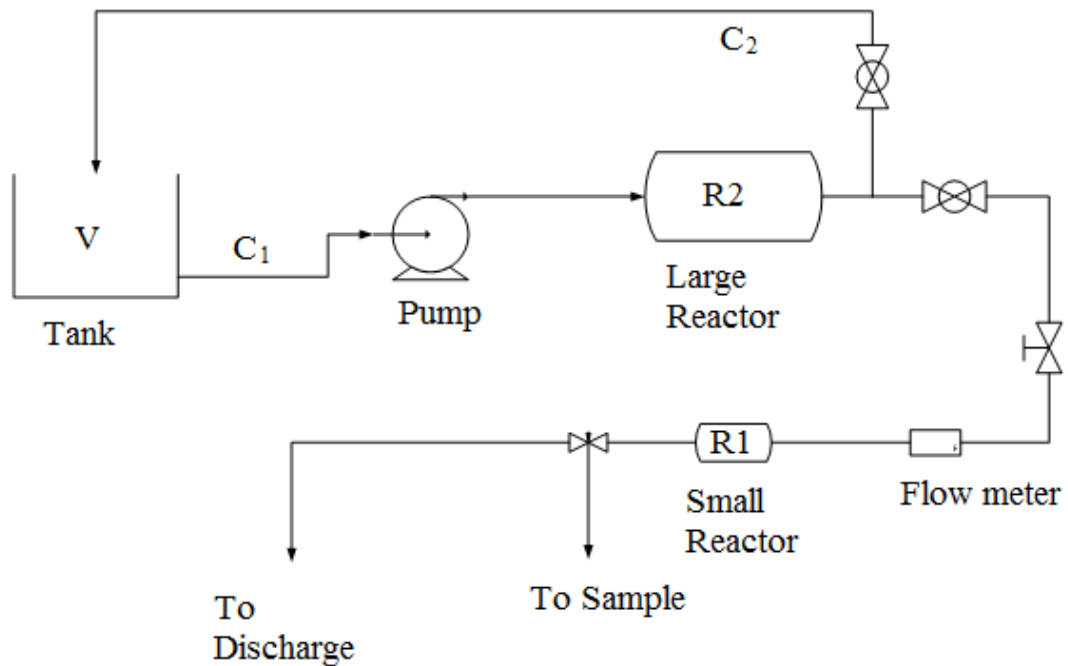 C2
V
C1
Tank
Pump
R2
Large
Reactor
R1
Small
Reactor
Flow meter
To Sample
To
Discharge